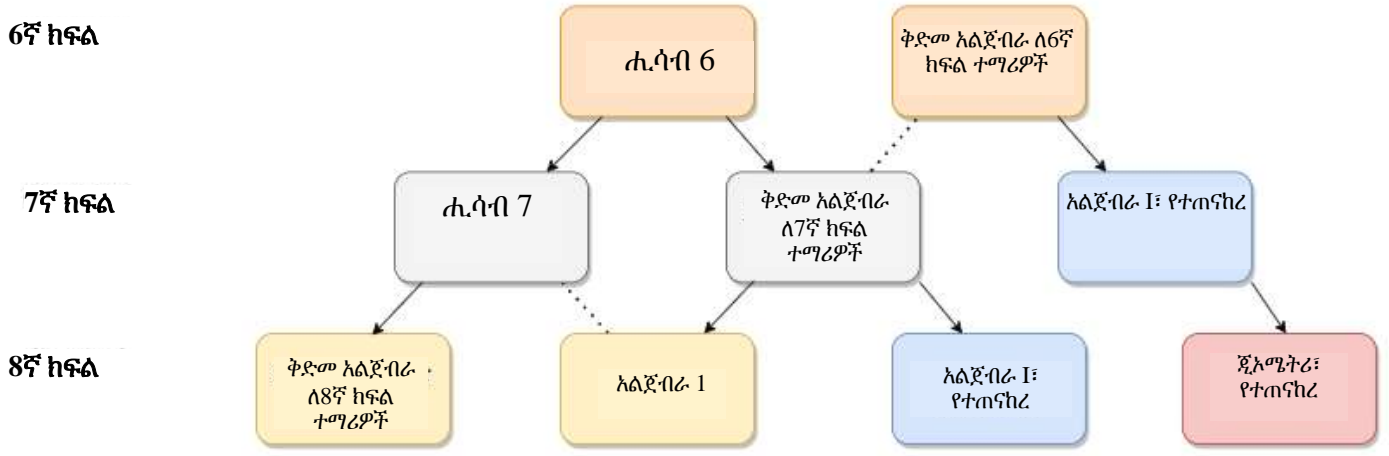 6ኛ ክፍል
ሒሳብ 6
ቅድመ አልጀብራ ለ6ኛ
ክፍል ተማሪዎች
7ኛ ክፍል
ሒሳብ 7
ቅድመ አልጀብራ
ለ7ኛ ክፍል
ተማሪዎች
አልጀብራ I፣ የተጠናከረ
8ኛ ክፍል
ቅድመ አልጀብራ
ለ8ኛ ክፍል
ተማሪዎች
አልጀብራ 1
አልጀብራ I፣
የተጠናከረ
ጂኦሜትሪ፣
የተጠናከረ